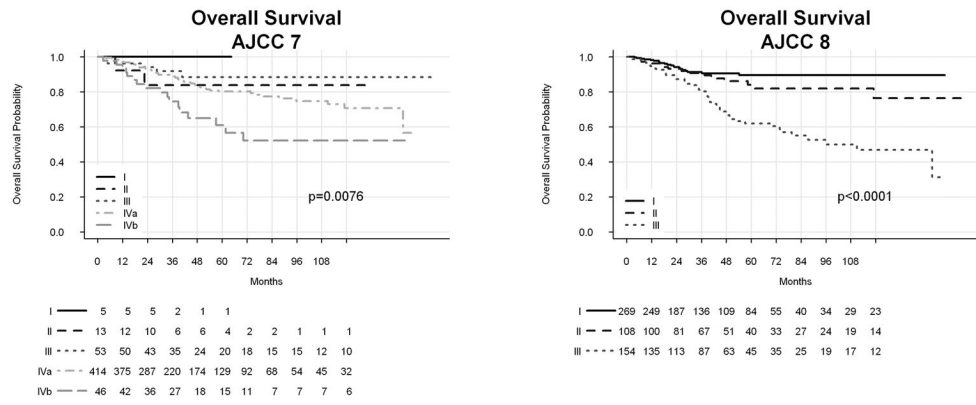 Overall Survival
AJCC 7
Overall Survival Probability
1.0
0.8
0.6
0.4
0.2
0.0
I
II
III
IVa
IVb
p=0.0076
0 12 24 36 48 60 72 84 96 108
Months
I 5 5 5 2 1 1
II 13 12 10 6 6 4 2 2 1 1 1
III 53 50 43 35 24 20 18 15 15 12 10
IVa 414 375 287 220 174 129 92 68 54 45 32
IVb 46 42 36 27 18 15 11 7 7 7 6
Overall Survival
AJCC 8
Overall Survival Probability
1.0
0.8
0.6
0.4
0.2
0.0
I
II
III
p<0.0001
0 12 24 36 48 60 72 84 96 108
Months
I 269 249 187 136 109 84 55 40 34 29 23
II 108 100 81 67 51 40 33 27 24 19 14
III 154 135 113 87 63 45 35 25 19 17 12